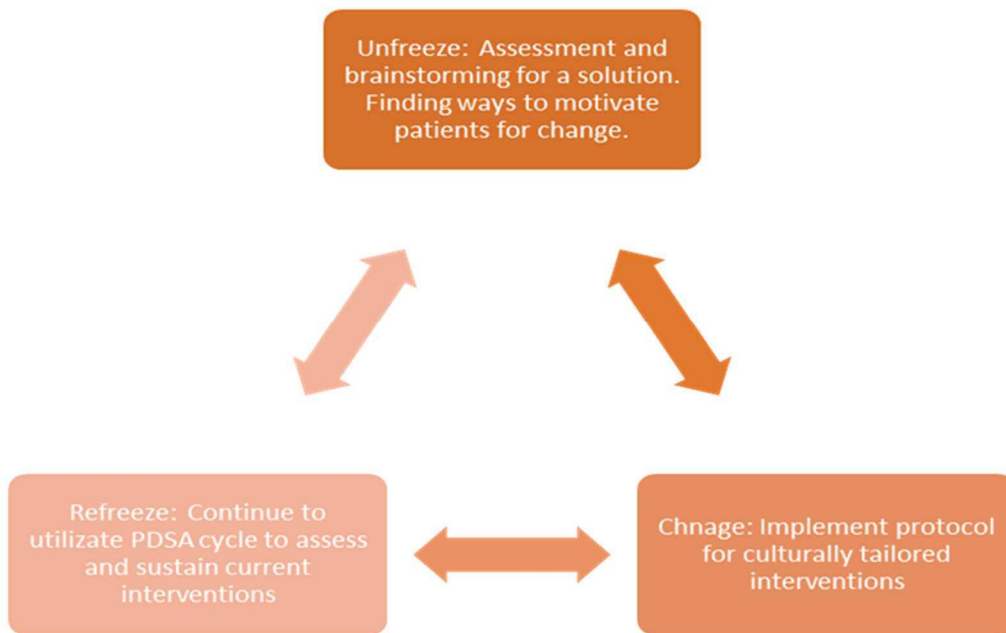 Unfreeze: Assessment and
brainstorming for a solution.
Finding ways to motivate
patients for change.
Refreeze: Continue to
utilizate PDSA cycle to assess
and sustain current
interventions
Chnage: Implement protocol
for culturally tailored
interventions